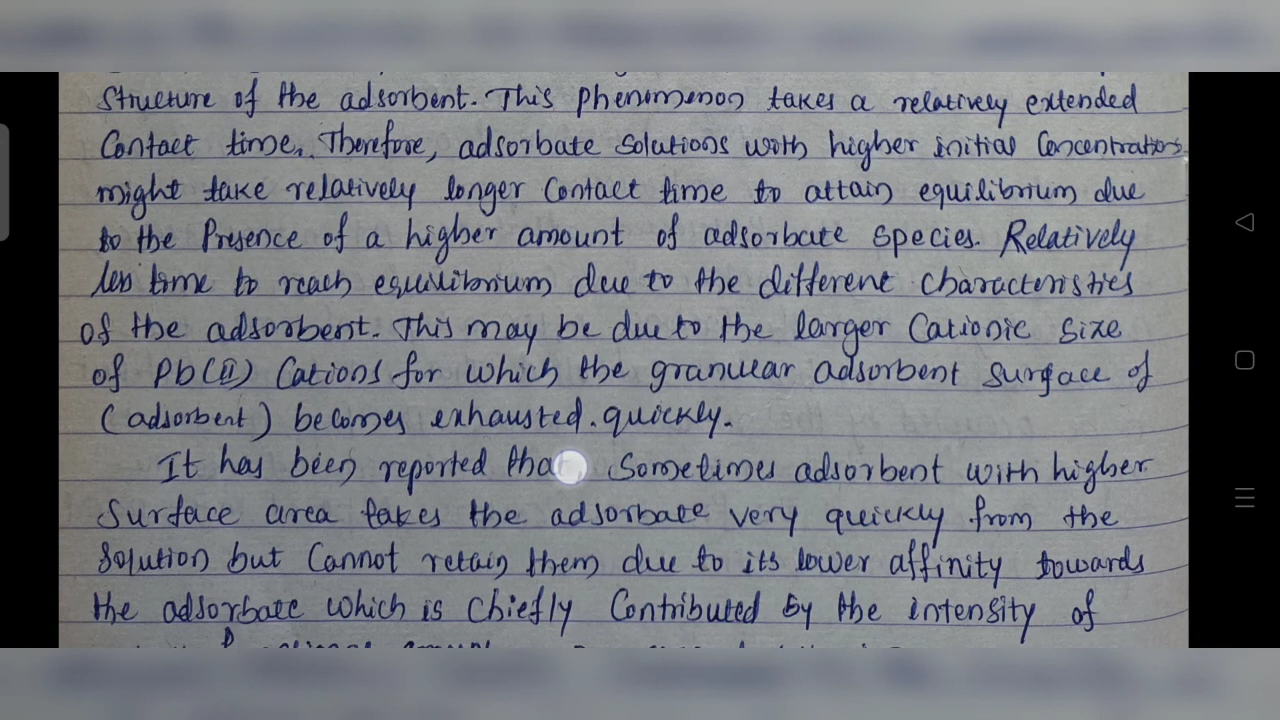 Structure of the adsorbent. This phenomenon takes a relatively extended
Contact time. Therefore, adsorbate solutions with higher initial Concentrations
might take relatively longer Contact time to attain equilibrium due
to the Presence of a higher amount of adsorbate species. Relatively
less time to reach equilibrium due to the different characteristics
of the adsorbent. This may be due to the larger Cationic size
of Pb(II) Cations for which the granular adsorbent surface of
(adsorbent) becomes exhausted quickly.
It has been reported that, Sometimes adsorbent with higher
Surface area takes the adsorbate very quickly from the
Solution but Cannot retain them due to its lower affinity towards
the adsorbate which is Chiefly Contributed by the intensity of